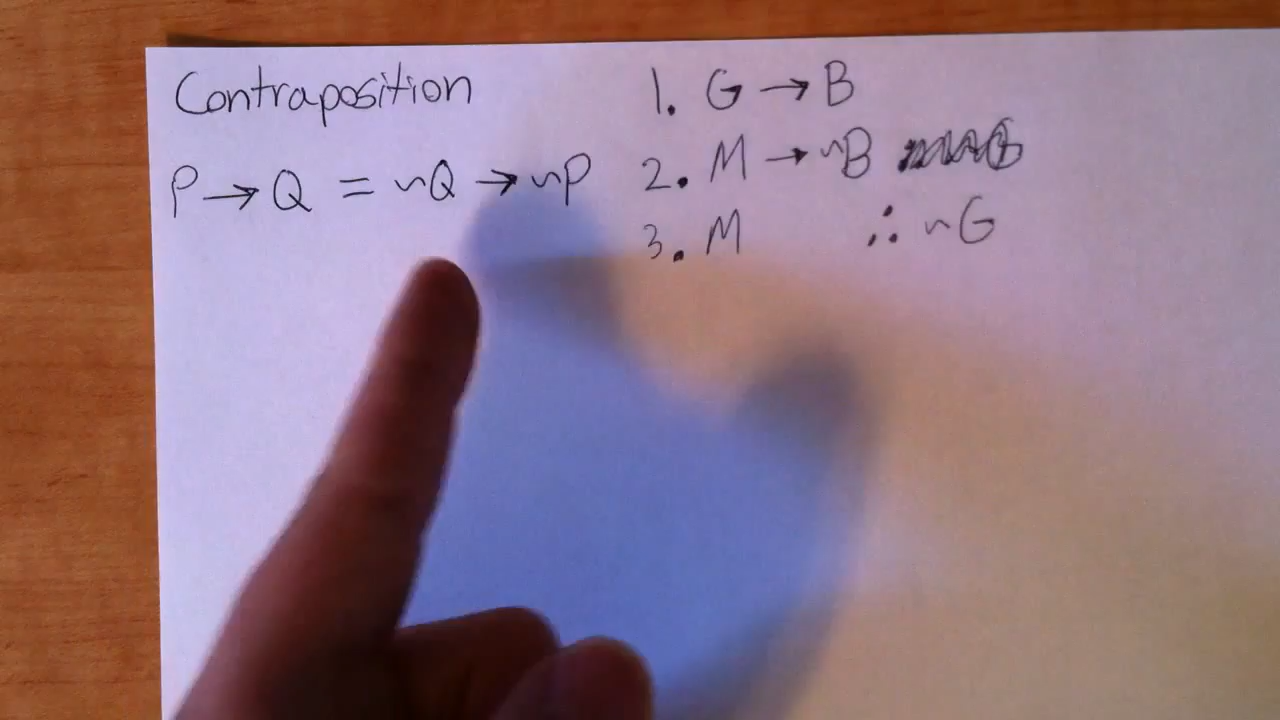 Contraposition
P → Q = ~Q → ~P
1. G → B
2. M → ~B
3. M ∴ ~G